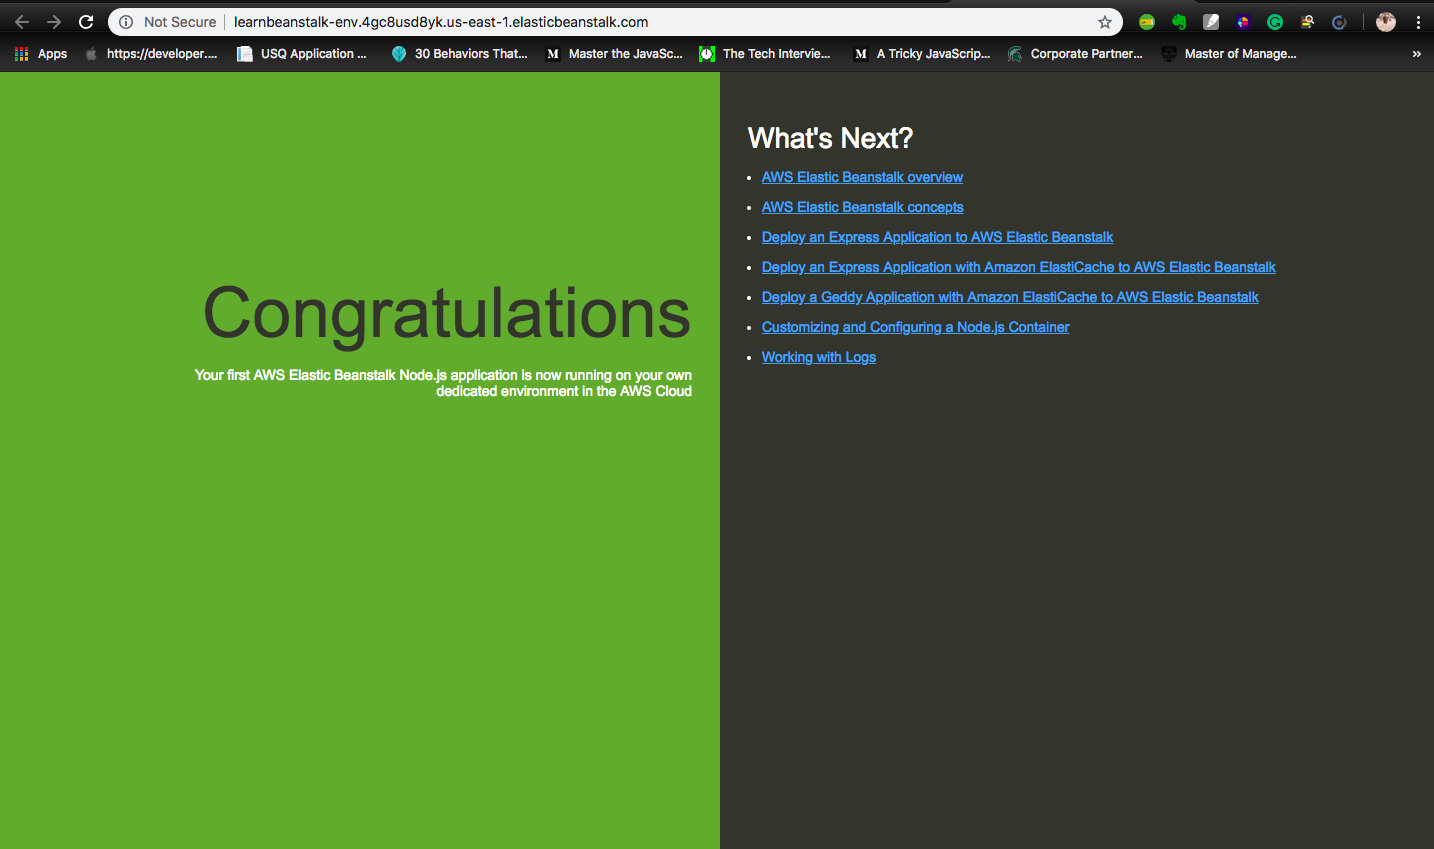 Not Secure learnbeanstalk-env.4gc8usd8yk.us-east-1.elasticbeanstalk.com
Apps https://developer.... USQ Application ... 30 Behaviors That... Master the JavaSc... The Tech Intervie... A Tricky JavaScrip... Corporate Partner... Master of Manage... »
Congratulations
Your first AWS Elastic Beanstalk Node.js application is now running on your own
dedicated environment in the AWS Cloud
What's Next?
• AWS Elastic Beanstalk overview
• AWS Elastic Beanstalk concepts
• Deploy an Express Application to AWS Elastic Beanstalk
• Deploy an Express Application with Amazon ElastiCache to AWS Elastic Beanstalk
• Deploy a Geddy Application with Amazon ElastiCache to AWS Elastic Beanstalk
• Customizing and Configuring a Node.js Container
• Working with Logs